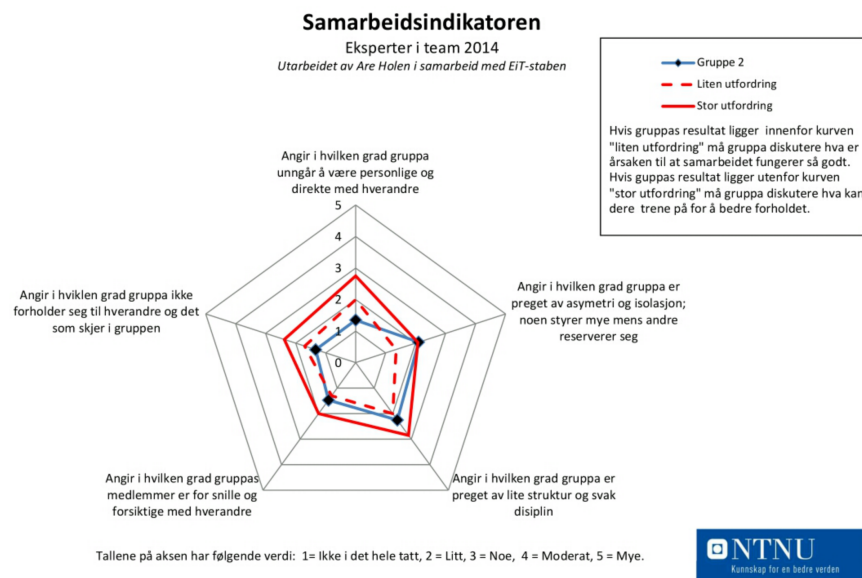 Samarbeidsindikatoren
Eksperter i team 2014
Utarbeidet av Are Holen i samarbeid med EiT-staben
Gruppe 2
Liten utfordring
Stor utfordring
Hvis gruppas resultat ligger innenfor kurven
"liten utfordring" må gruppa diskutere hva er
årsaken til at samarbeidet fungerer så godt.
Hvis guppas resultat ligger utenfor kurven
"stor utfordring" må gruppa diskutere hva kan
dere trene på for å bedre forholdet.
Angir i hvilken grad gruppa
unngår å være personlige og
direkte med hverandre
5
4
3
2
1
0
Angir i hvilken grad gruppa er
preget av asymetri og isolasjon;
noen styrer mye mens andre
reserverer seg
Angir i hviklen grad gruppa ikke
forholder seg til hverandre og det
som skjer i gruppen
Angir i hvilken grad gruppas
medlemmer er for snille og
forsiktige med hverandre
Angir i hvilken grad gruppa er
preget av lite struktur og svak
disiplin
Tallene på aksen har følgende verdi: 1= Ikke i det hele tatt, 2 = Litt, 3 = Noe, 4 = Moderat, 5 = Mye.
NTNU
Kunnskap for en bedre verden